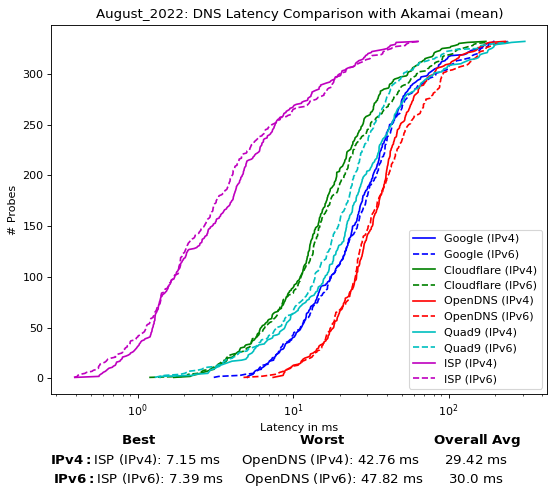 August_2022: DNS Latency Comparison with Akamai (mean)
# Probes
300
250
200
150
100
50
0
Google (IPv4)
Google (IPv6)
Cloudflare (IPv4)
Cloudflare (IPv6)
OpenDNS (IPv4)
OpenDNS (IPv6)
Quad9 (IPv4)
Quad9 (IPv6)
ISP (IPv4)
ISP (IPv6)
10⁰ 10¹ 10²
Latency in ms
Best Worst Overall Avg
IPv4: ISP (IPv4): 7.15 ms OpenDNS (IPv4): 42.76 ms 29.42 ms
IPv6: ISP (IPv6): 7.39 ms OpenDNS (IPv6): 47.82 ms 30.0 ms